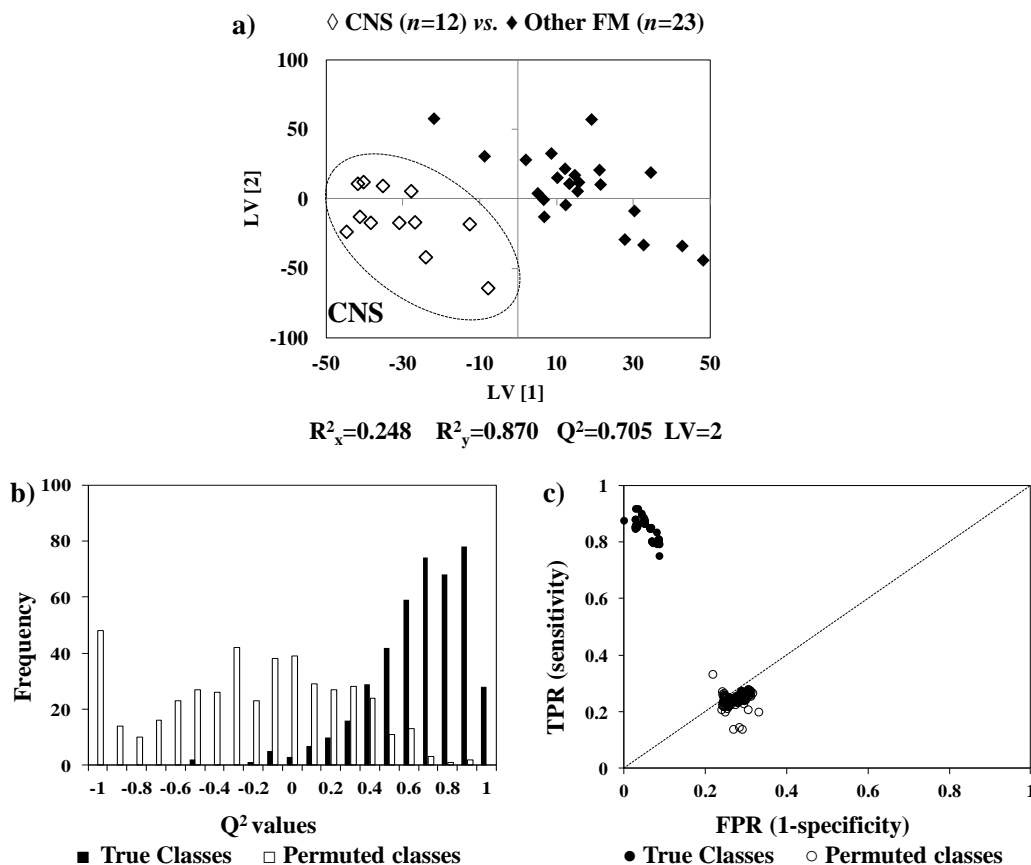 ◇ CNS (n=12) vs. ◆ Other FM (n=23)
a)
100
50
0
-50
-100
LV [2]
CNS
-50 -30 -10 10 30 50
LV [1]
R²x=0.248 R²y=0.870 Q²=0.705 LV=2
b)
100
80
60
40
20
0
Frequency
-1 -0.8 -0.6 -0.4 -0.2 0 0.2 0.4 0.6 0.8 1
Q² values
■ True Classes □ Permuted classes
c)
1
0.8
0.6
0.4
0.2
0
TPR (sensitivity)
0 0.2 0.4 0.6 0.8 1
FPR (1-specificity)
● True Classes ○ Permuted classes